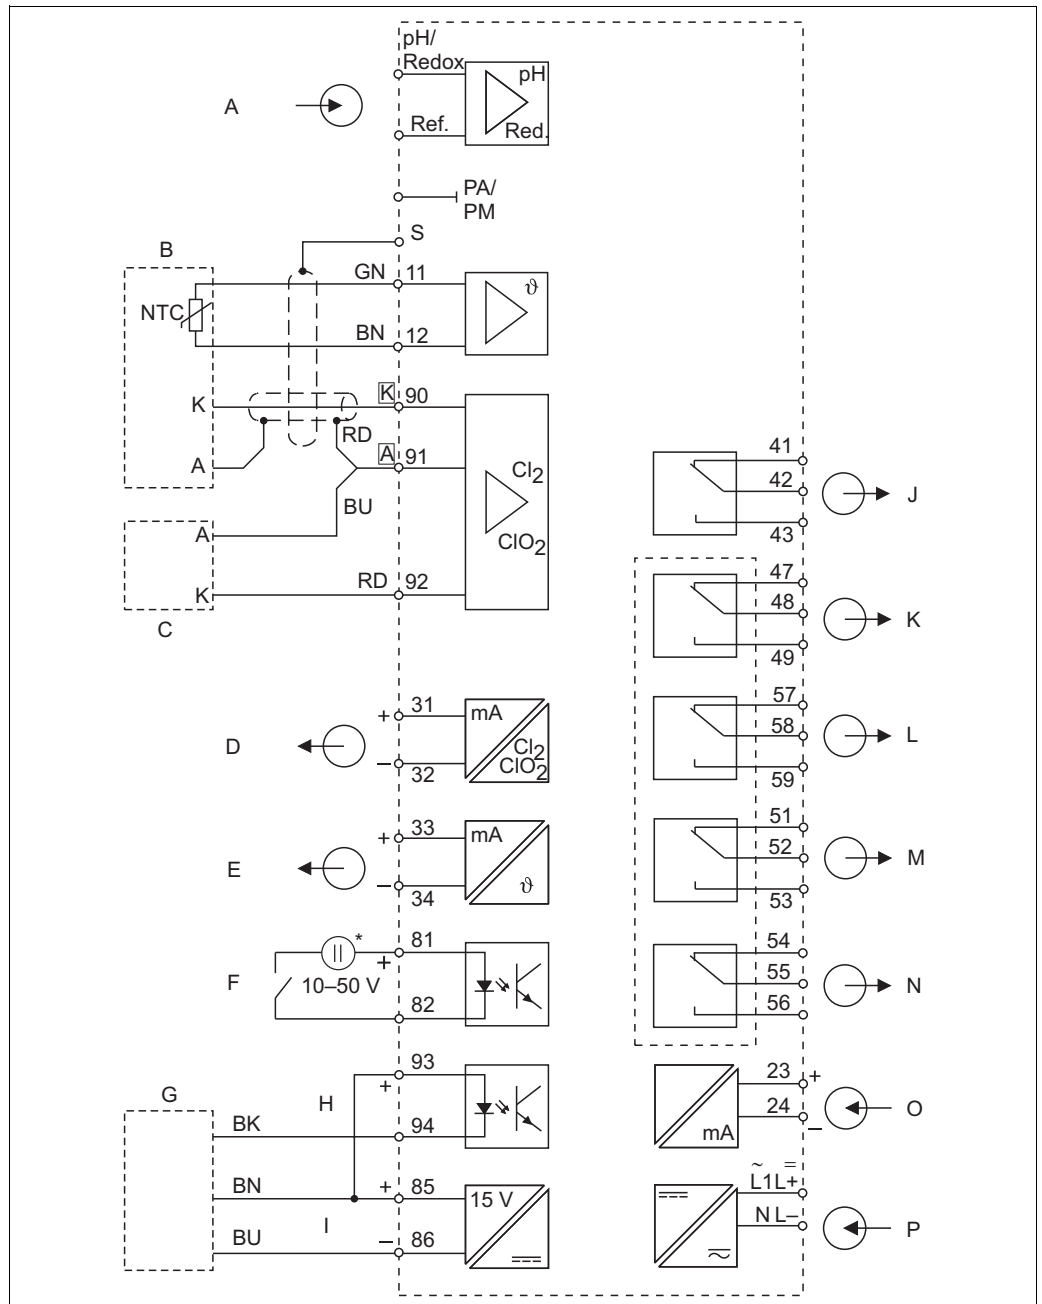 pH/
Redox
pH
A
Ref.
Red.
PA/
PM
S
B
GN 11
ϑ
NTC
BN 12
K
K 90
RD
A
A 91
Cl2
BU
ClO2
A
RD 92
K
C
41
42
J
43
47
48
K
49
57
58
L
59
51
52
M
53
54
55
N
56
+ 31
mA
D
Cl2
ClO2
– 32
+ 33
mA
E
ϑ
– 34
* 81
+
F
10–50 V
82
93
+
G
H
BK
94
BN
+ 85
15 V
I
BU
– 86
23 +
24
O
mA
–
~ =
L1 L+
N L–
P